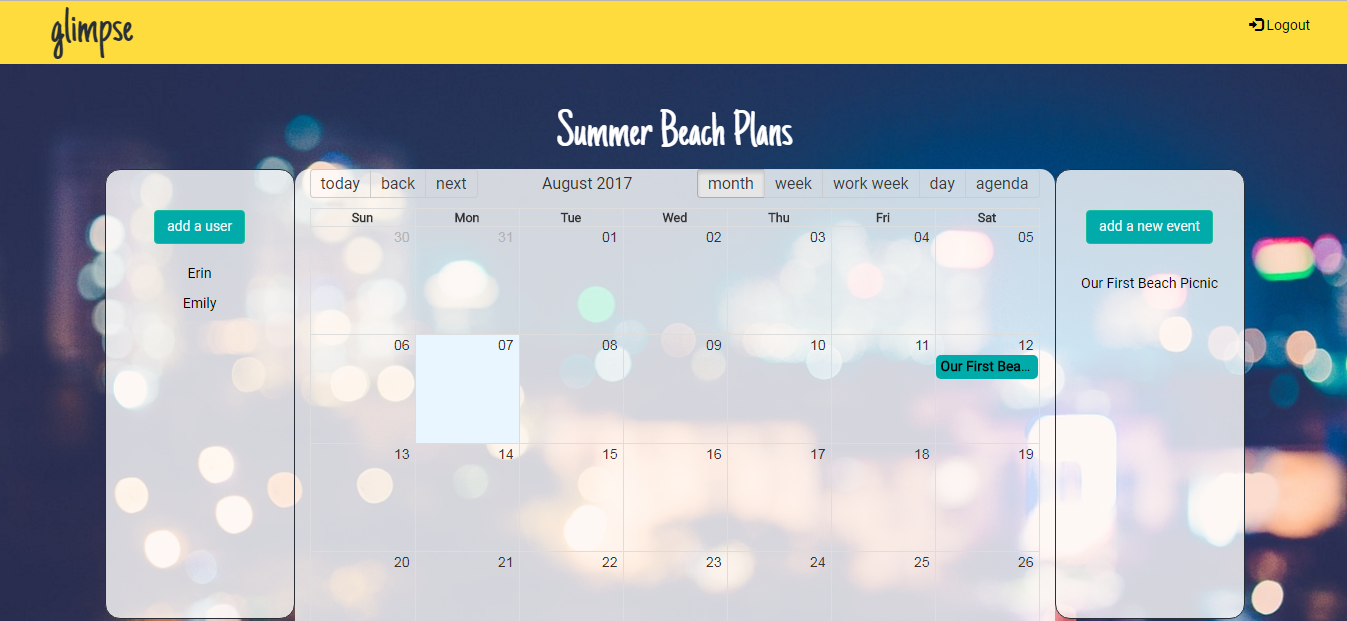 glimpse
Logout
Summer Beach Plans
add a user
Erin
Emily
today back next August 2017 month week work week day agenda
Sun Mon Tue Wed Thu Fri Sat
30 31 01 02 03 04 05
06 07 08 09 10 11 12
Our First Bea...
13 14 15 16 17 18 19
20 21 22 23 24 25 26
add a new event
Our First Beach Picnic